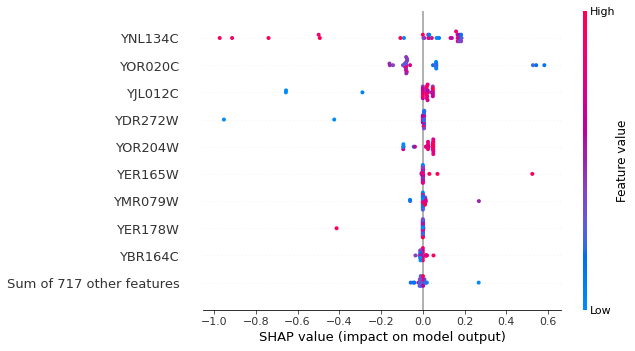 High
YNL134C
YOR020C
YJL012C
YDR272W
YOR204W
YER165W
YMR079W
YER178W
YBR164C
Sum of 717 other features
Feature value
Low
−1.0 −0.8 −0.6 −0.4 −0.2 0.0 0.2 0.4 0.6
SHAP value (impact on model output)